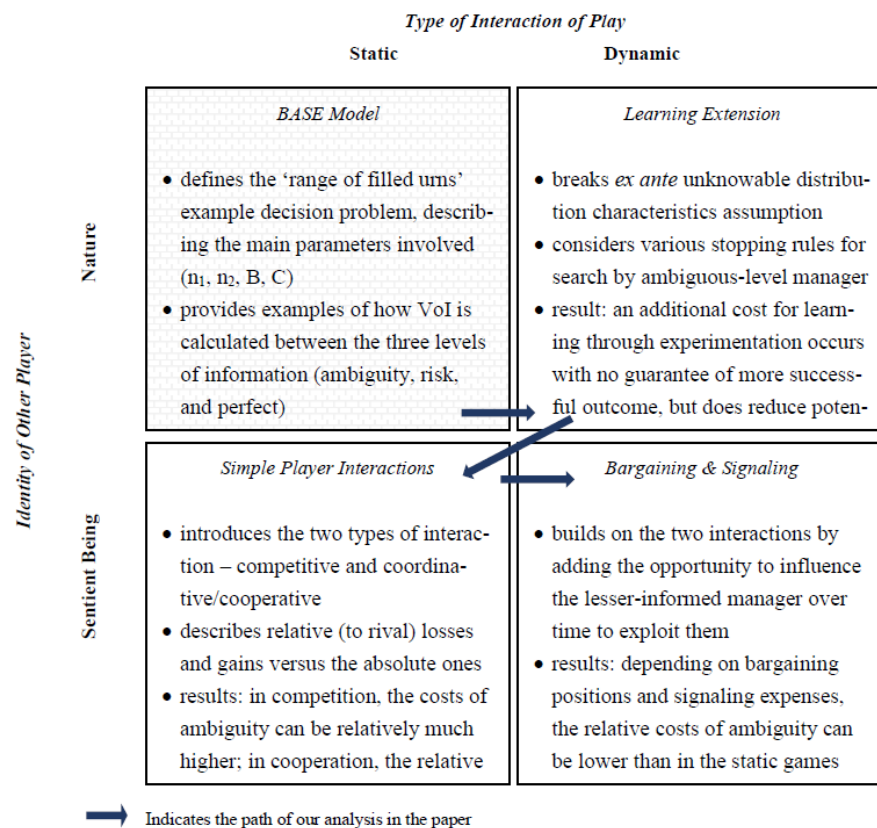 Type of Interaction of Play
Static
Dynamic
Identity of Other Player
Nature
BASE Model
• defines the ‘range of filled urns’
example decision problem, describ-
ing the main parameters involved
(n₁, n₂, B, C)
• provides examples of how VoI is
calculated between the three levels
of information (ambiguity, risk,
and perfect)
Learning Extension
• breaks ex ante unknowable distribu-
tion characteristics assumption
• considers various stopping rules for
search by ambiguous-level manager
• result: an additional cost for learn-
ing through experimentation occurs
with no guarantee of more success-
ful outcome, but does reduce poten-
Sentient Being
Simple Player Interactions
• introduces the two types of interac-
tion – competitive and coordina-
tive/cooperative
• describes relative (to rival) losses
and gains versus the absolute ones
• results: in competition, the costs of
ambiguity can be relatively much
higher; in cooperation, the relative
Bargaining & Signaling
• builds on the two interactions by
adding the opportunity to influence
the lesser-informed manager over
time to exploit them
• results: depending on bargaining
positions and signaling expenses,
the relative costs of ambiguity can
be lower than in the static games
Indicates the path of our analysis in the paper